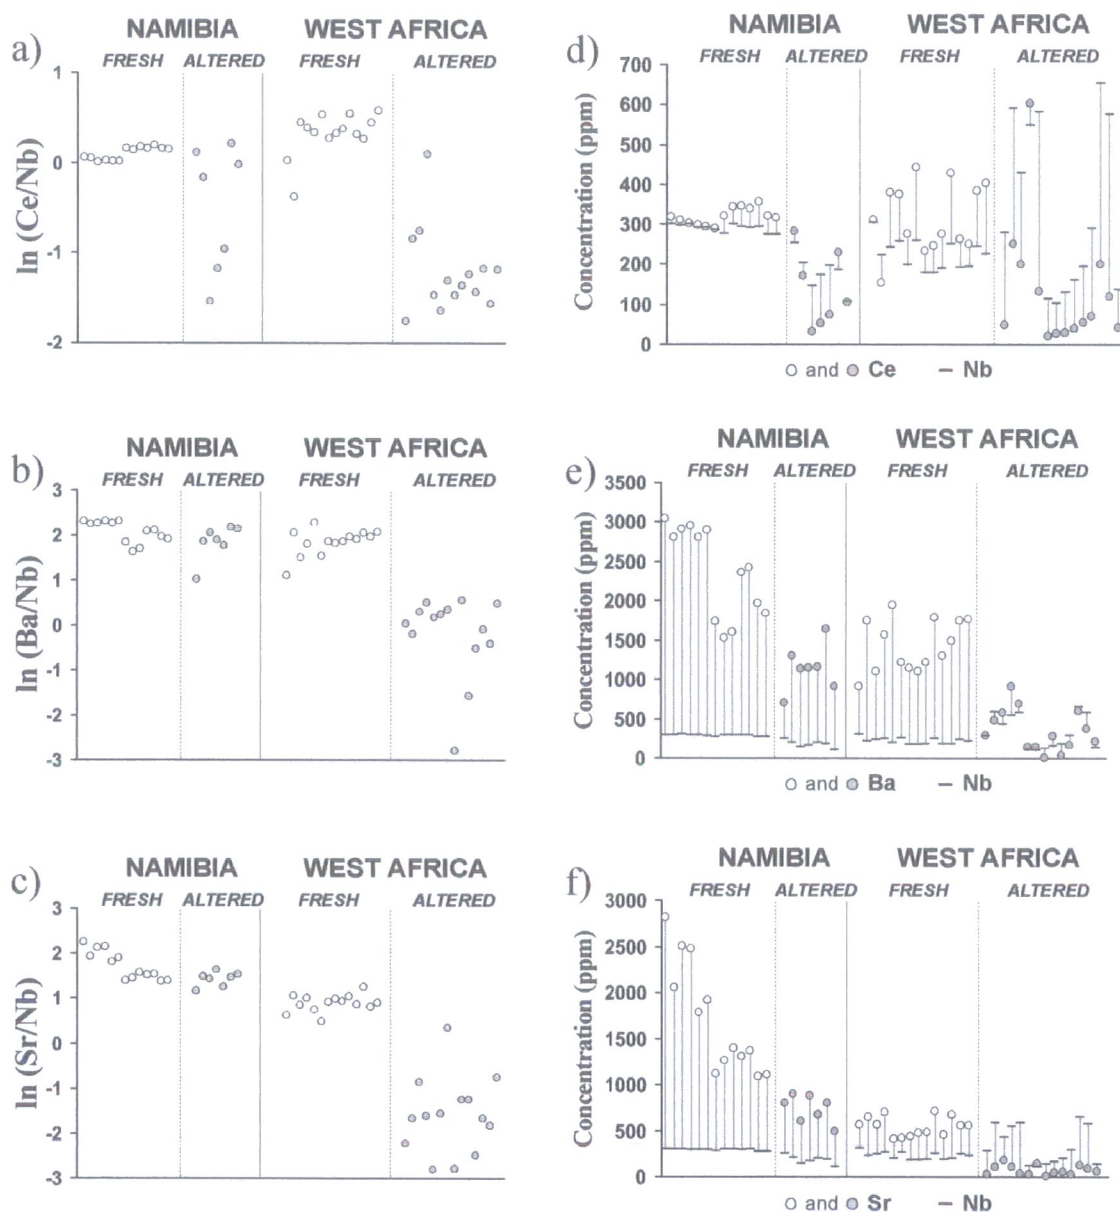 a)
NAMIBIA WEST AFRICA
FRESH ALTERED FRESH ALTERED
ln (Ce/Nb)
1
0
-1
-2
b)
NAMIBIA WEST AFRICA
FRESH ALTERED FRESH ALTERED
ln (Ba/Nb)
3
2
1
0
-1
-2
-3
c)
NAMIBIA WEST AFRICA
FRESH ALTERED FRESH ALTERED
ln (Sr/Nb)
3
2
1
0
-1
-2
-3
d)
NAMIBIA WEST AFRICA
FRESH ALTERED FRESH ALTERED
Concentration (ppm)
700
600
500
400
300
200
100
0
and Ce – Nb
e)
NAMIBIA WEST AFRICA
FRESH ALTERED FRESH ALTERED
Concentration (ppm)
3500
3000
2500
2000
1500
1000
500
0
and Ba – Nb
f)
NAMIBIA WEST AFRICA
FRESH ALTERED FRESH ALTERED
Concentration (ppm)
3000
2500
2000
1500
1000
500
0
and Sr – Nb